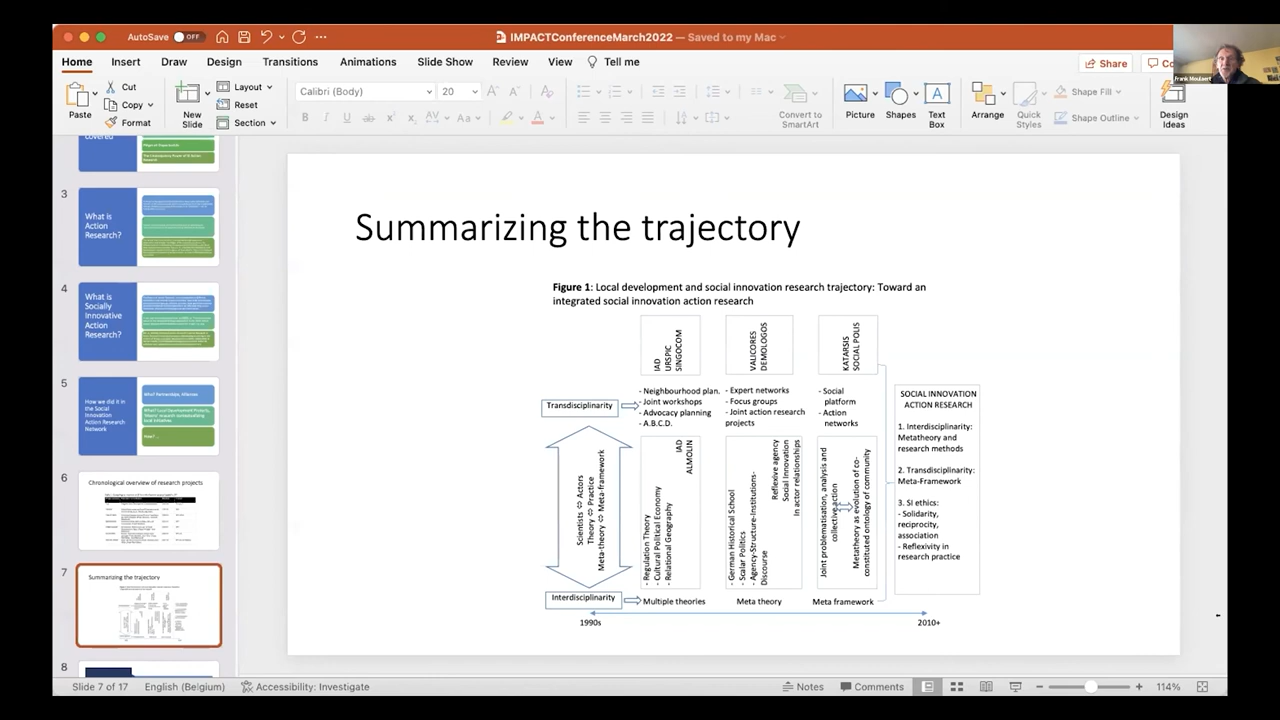 AutoSave OFF
IMPACTConferenceMarch2022 — Saved to my Mac
Frank Moulaert
Home Insert Draw Design Transitions Animations Slide Show Review View Tell me
Share
Co
Paste
Cut
Copy
Format
New Slide
Layout
Reset
Section
Calibri (Body) 20
Convert to SmartArt
Picture
Shapes
Text Box
Arrange
Quick Styles
Shape Fill
Shape Outline
Design Ideas
covered
3
What is
Action
Research?
4
What is
Socially
Innovative
Action
Research?
5
How we did it in
the Social
Innovation
Action Research
Network
6
Chronological overview of research projects
7
Summarizing the trajectory
8
Summarizing the trajectory
Figure 1: Local development and social innovation research trajectory: Toward an
integrated social innovation action research
IAD
URSPIC
SINGOCOM
VALICORES
DEMOLOGOS
KATARSIS
SOCIAL POLIS
Transdisciplinarity
- Neighbourhood plan.
- Joint workshops
- Advocacy planning
- A.B.C.D.
- Expert networks
- Focus groups
- Joint action research
projects
- Social
platform
- Action
networks
Scientists ⇔ Actors
Theory ⇔ Practice
Meta-theory ⇔ Meta-framework
IAD
ALMOLIN
- Regulation Theory
- Cultural Political Economy
- Relational Geography
- German Historical School
- Scalar Politics
- Agency-Structure-Institutions-
Discourse
Reflexive agency
Social Innovation
In actor relationships
Joint problematization, analysis and
Metatheory as evolution of co-
constituted ontology of community
SOCIAL INNOVATION
ACTION RESEARCH
1. Interdisciplinarity:
Metatheory and
research methods
2. Transdisciplinarity:
Meta-Framework
3. SI ethics:
- Solidarity,
reciprocity,
association
- Reflexivity in
research practice
Interdisciplinarity
Multiple theories
Meta theory
Meta framework
1990s
2010+
Slide 7 of 17
English (Belgium)
Accessibility: Investigate
Notes
Comments
114%